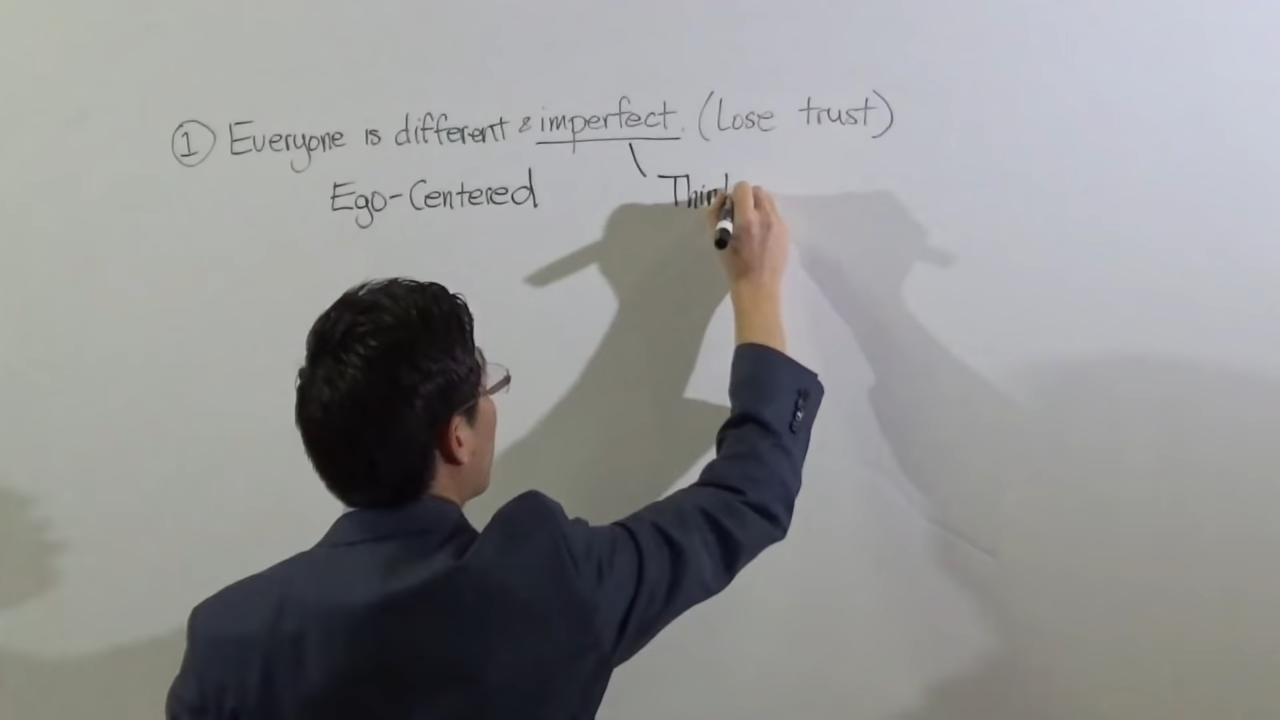 ① Everyone is different & imperfect. (Lose trust)
Ego-Centered